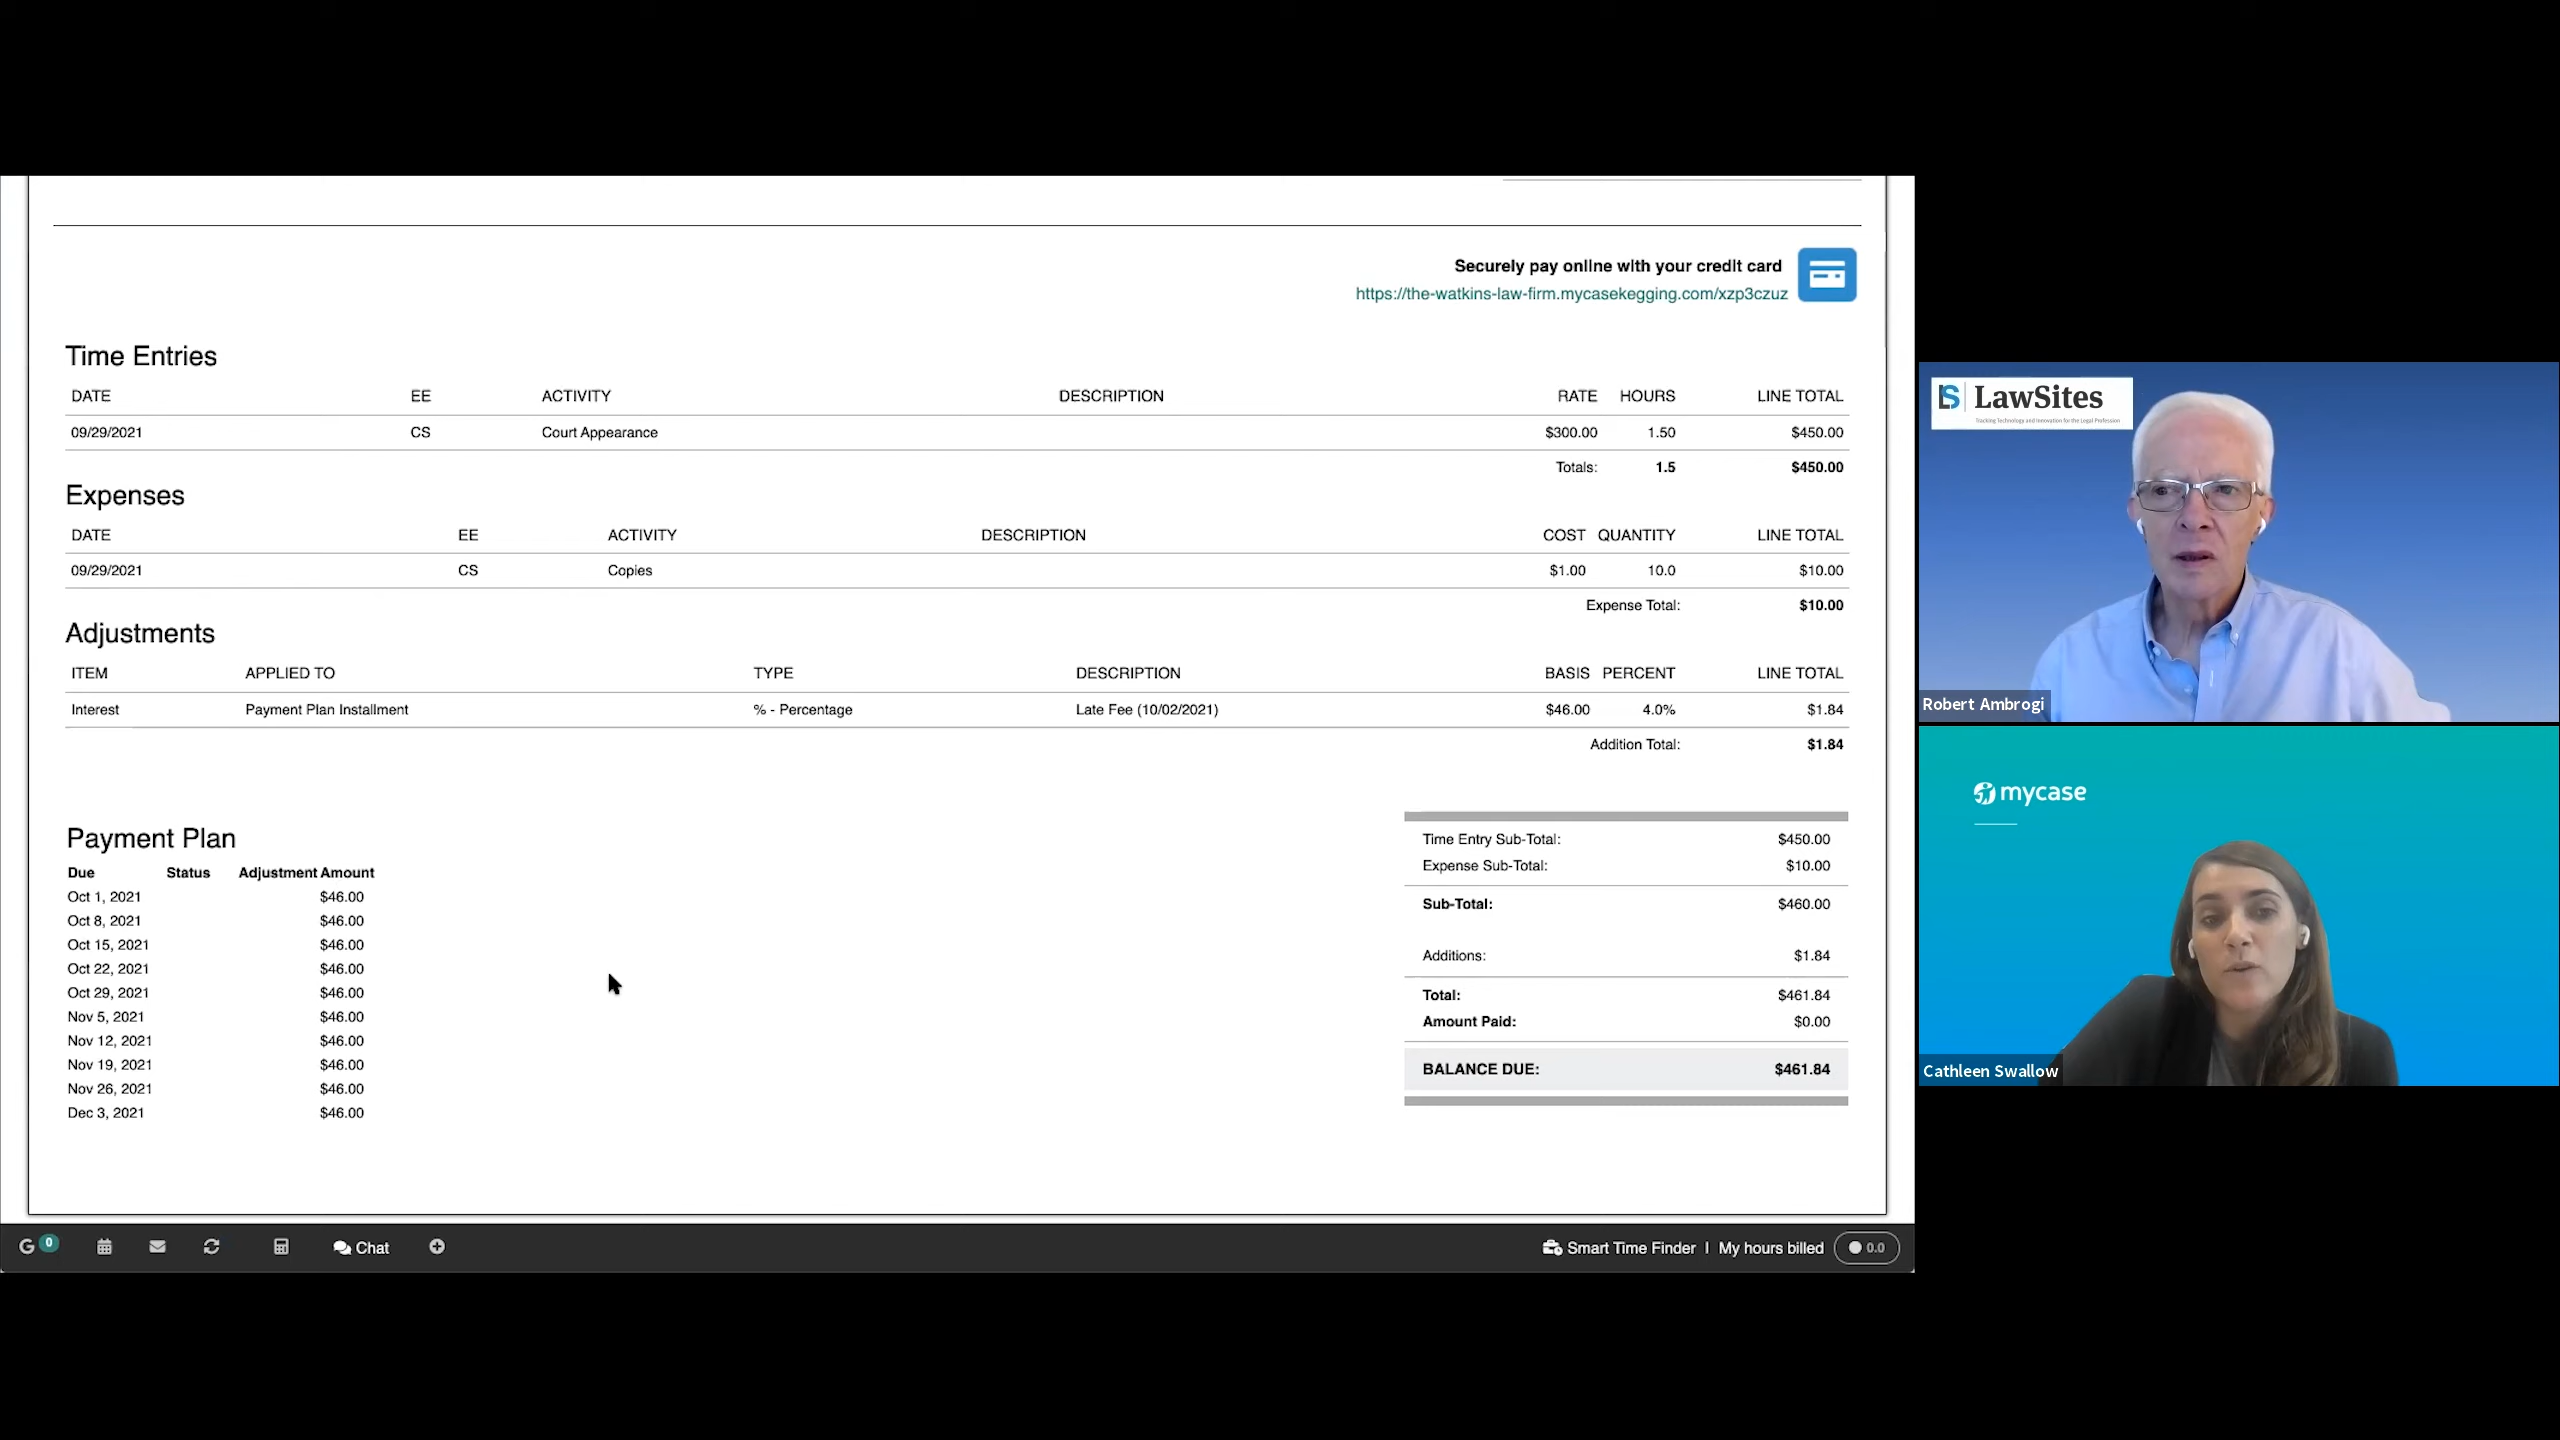 Securely pay online with your credit card
https://the-watkins-law-firm.mycasekegging.com/xzp3czuz
Time Entries
DATE EE ACTIVITY DESCRIPTION RATE HOURS LINE TOTAL
09/29/2021 CS Court Appearance $300.00 1.50 $450.00
Totals: 1.5 $450.00
Expenses
DATE EE ACTIVITY DESCRIPTION COST QUANTITY LINE TOTAL
09/29/2021 CS Copies $1.00 10.0 $10.00
Expense Total: $10.00
Adjustments
ITEM APPLIED TO TYPE DESCRIPTION BASIS PERCENT LINE TOTAL
Interest Payment Plan Installment % - Percentage Late Fee (10/02/2021) $46.00 4.0% $1.84
Addition Total: $1.84
Payment Plan
Due Status Adjustment Amount
Oct 1, 2021 $46.00
Oct 8, 2021 $46.00
Oct 15, 2021 $46.00
Oct 22, 2021 $46.00
Oct 29, 2021 $46.00
Nov 5, 2021 $46.00
Nov 12, 2021 $46.00
Nov 19, 2021 $46.00
Nov 26, 2021 $46.00
Dec 3, 2021 $46.00
Time Entry Sub-Total: $450.00
Expense Sub-Total: $10.00
Sub-Total: $460.00
Additions: $1.84
Total: $461.84
Amount Paid: $0.00
BALANCE DUE: $461.84
G 0 Chat Smart Time Finder | My hours billed 0.0
LS LawSites
Tracking Technology and Innovation for the Legal Profession
Robert Ambrogi
mycase
Cathleen Swallow